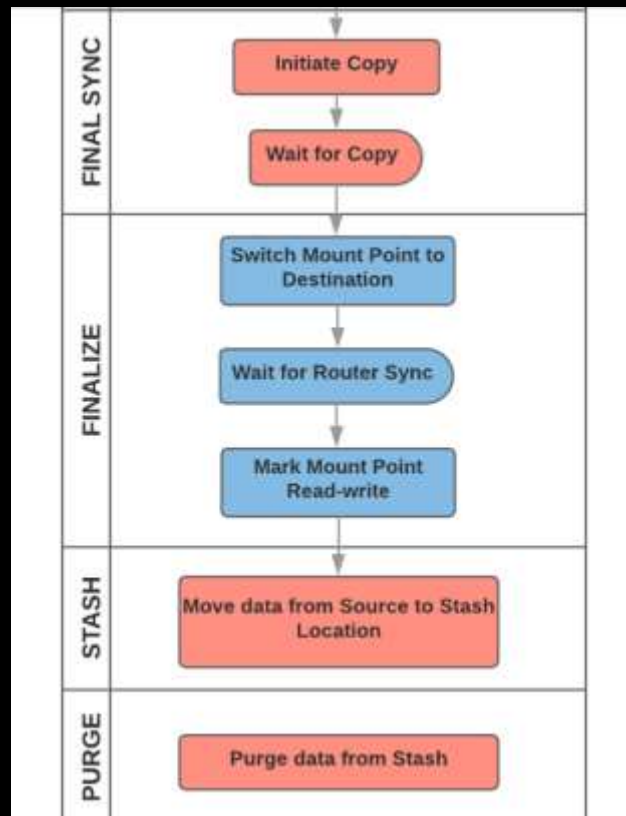 FINAL SYNC
Initiate Copy
Wait for Copy
FINALIZE
Switch Mount Point to
Destination
Wait for Router Sync
Mark Mount Point
Read-write
STASH
Move data from Source to Stash
Location
PURGE
Purge data from Stash